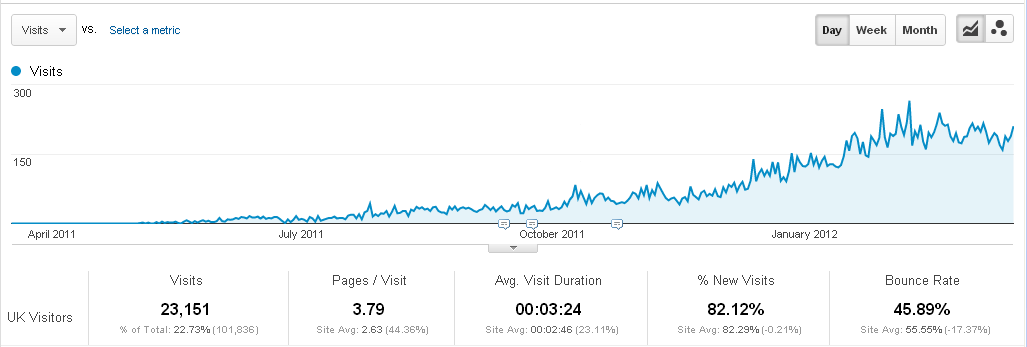 Visits vs. Select a metric Day Week Month
Visits
300
150
April 2011 July 2011 October 2011 January 2012
Visits Pages / Visit Avg. Visit Duration % New Visits Bounce Rate
UK Visitors 23,151 3.79 00:03:24 82.12% 45.89%
% of Total: 22.73% (101,836) Site Avg: 2.63 (44.36%) Site Avg: 00:02:46 (23.11%) Site Avg: 82.29% (-0.21%) Site Avg: 55.55% (-17.37%)